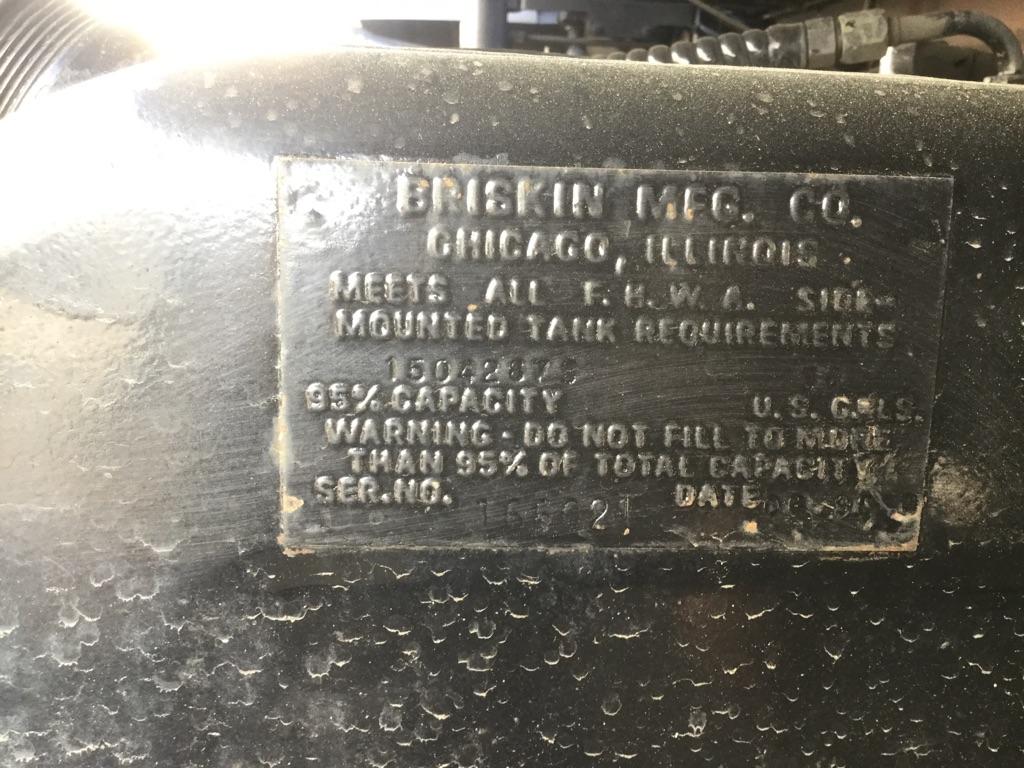 BRISKIN MFG. CO.
CHICAGO, ILLINOIS
MEETS ALL F.H.W.A. SIDE-
MOUNTED TANK REQUIREMENTS
95% CAPACITY U.S. GALS.
WARNING - DO NOT FILL TO MORE
THAN 95% OF TOTAL CAPACITY
SER.NO. DATE